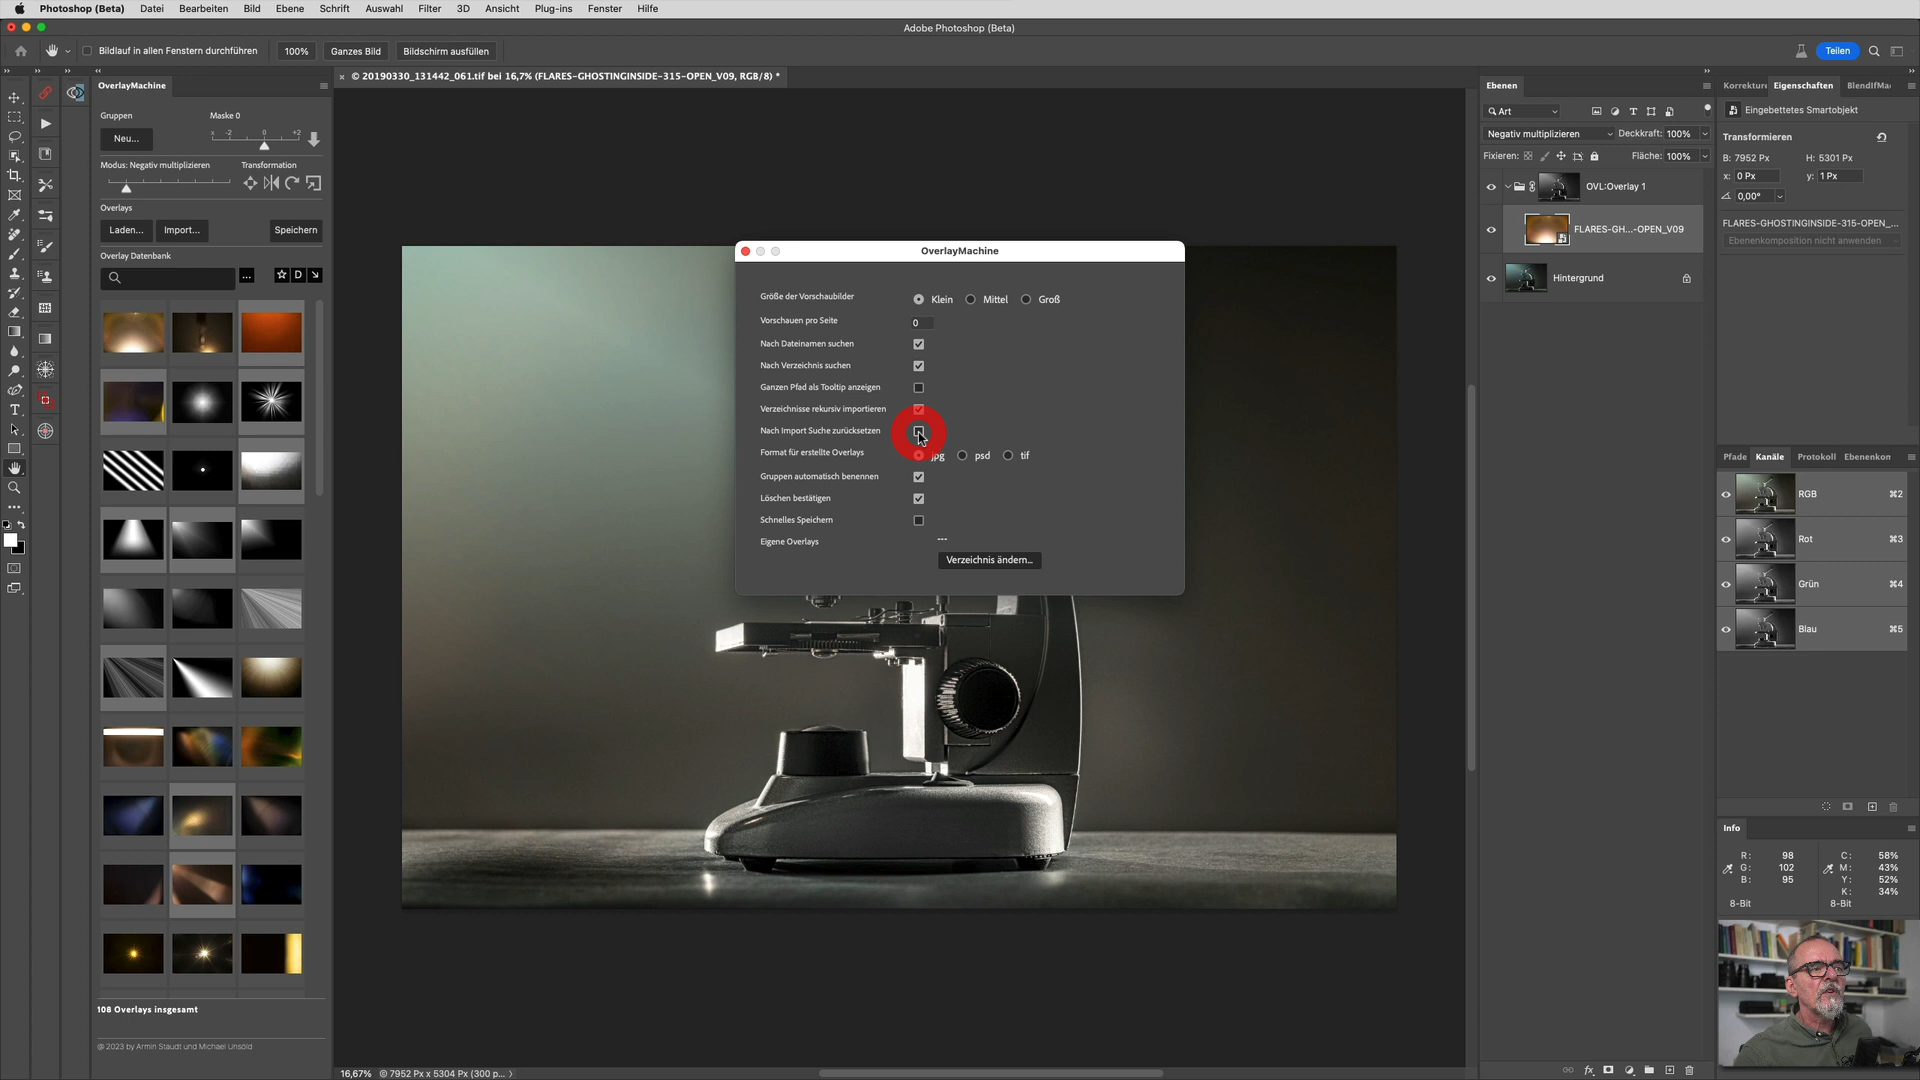 Photoshop (Beta) Datei Bearbeiten Bild Ebene Schrift Auswahl Filter 3D Ansicht Plug-ins Fenster Hilfe
Adobe Photoshop (Beta)
Bildlauf in allen Fenstern durchführen 100% Ganzes Bild Bildschirm ausfüllen Teilen
© 20190330_131442_061.tif bei 16,7% (FLARES-GHOSTINGINSIDE-315-OPEN_V09, RGB/8) *
OverlayMachine
Gruppen Maske 0
Neu... x -2 0 +2
Modus: Negativ multiplizieren Transformation
Overlays
Laden... Import... Speichern
Overlay Datenbank
... D
108 Overlays insgesamt
@ 2023 by Armin Staudt und Michael Unsöld
OverlayMachine
Größe der Vorschaubilder Klein Mittel Groß
Vorschauen pro Seite 0
Nach Dateinamen suchen
Nach Verzeichnis suchen
Ganzen Pfad als Tooltip anzeigen
Verzeichnisse rekursiv importieren
Nach Import Suche zurücksetzen
Format für erstellte Overlays jpg psd tif
Gruppen automatisch benennen
Löschen bestätigen
Schnelles Speichern
Eigene Overlays ---
Verzeichnis ändern...
16,67% 7952 Px x 5304 Px (300 p...
Ebenen
Art
Negativ multiplizieren Deckkraft: 100%
Fixieren: Fläche: 100%
OVL:Overlay 1
FLARES-GH...-OPEN_V09
Hintergrund
fx
Korrekture Eigenschaften BlendIfMa
Eingebettetes Smartobjekt
Transformieren
B: 7952 Px H: 5301 Px
x: 0 Px y: 1 Px
0,00°
FLARES-GHOSTINGINSIDE-315-OPEN_...
Ebenenkomposition nicht anwenden
Pfade Kanäle Protokoll Ebenenkon
RGB ⌘2
Rot ⌘3
Grün ⌘4
Blau ⌘5
Info
R: 98 C: 58%
G: 102 M: 43%
B: 95 Y: 52%
K: 34%
8-Bit 8-Bit